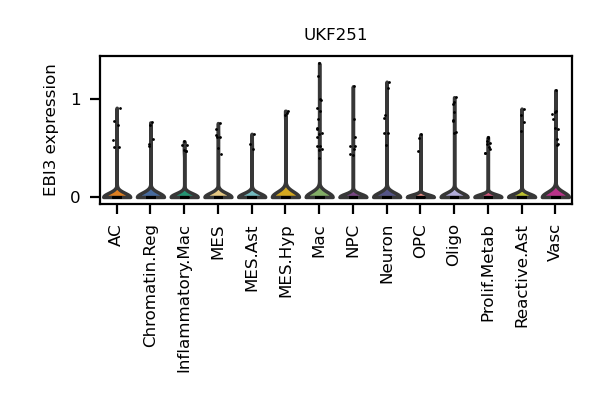 UKF251
EBI3 expression
1
0
AC
Chromatin.Reg
Inflammatory.Mac
MES
MES.Ast
MES.Hyp
Mac
NPC
Neuron
OPC
Oligo
Prolif.Metab
Reactive.Ast
Vasc